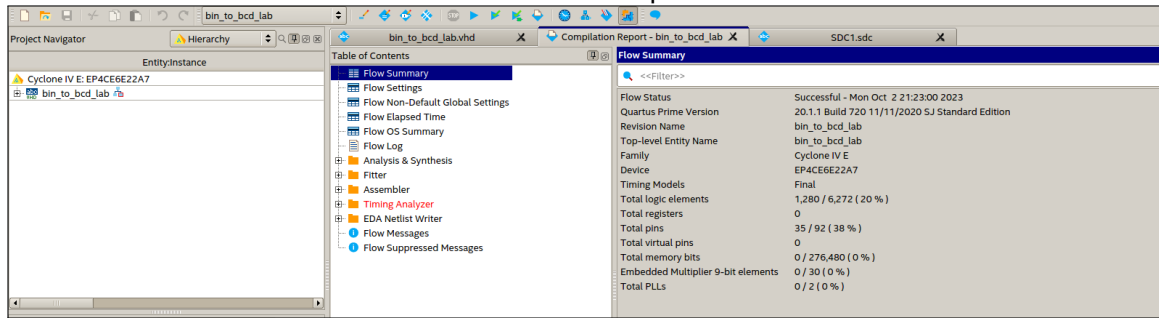 bin_to_bcd_lab
Project Navigator
Hierarchy
bin_to_bcd_lab.vhd
Compilation Report - bin_to_bcd_lab
SDC1.sdc
Entity:Instance
Cyclone IV E: EP4CE6E22A7
bin_to_bcd_lab
Table of Contents
Flow Summary
Flow Settings
Flow Non-Default Global Settings
Flow Elapsed Time
Flow OS Summary
Flow Log
Analysis & Synthesis
Fitter
Assembler
Timing Analyzer
EDA Netlist Writer
Flow Messages
Flow Suppressed Messages
Flow Summary
<<Filter>>
Flow Status Successful - Mon Oct 2 21:23:00 2023
Quartus Prime Version 20.1.1 Build 720 11/11/2020 SJ Standard Edition
Revision Name bin_to_bcd_lab
Top-level Entity Name bin_to_bcd_lab
Family Cyclone IV E
Device EP4CE6E22A7
Timing Models Final
Total logic elements 1,280 / 6,272 ( 20 % )
Total registers 0
Total pins 35 / 92 ( 38 % )
Total virtual pins 0
Total memory bits 0 / 276,480 ( 0 % )
Embedded Multiplier 9-bit elements 0 / 30 ( 0 % )
Total PLLs 0 / 2 ( 0 % )